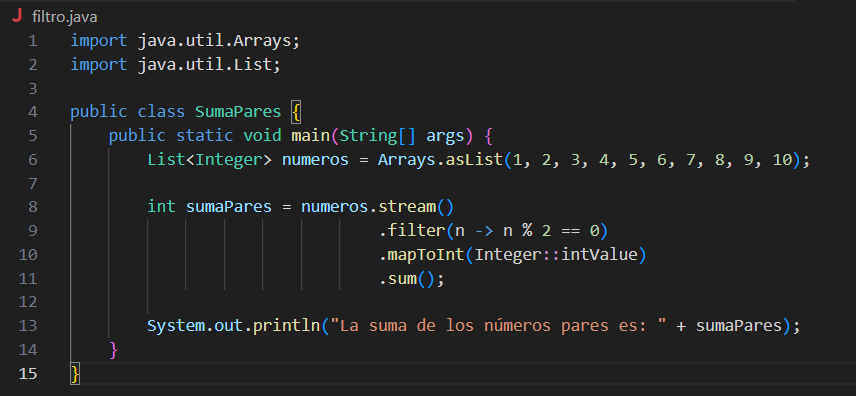 J filtro.java
1 import java.util.Arrays;
2 import java.util.List;
3
4 public class SumaPares {
5     public static void main(String[] args) {
6         List<Integer> numeros = Arrays.asList(1, 2, 3, 4, 5, 6, 7, 8, 9, 10);
7
8         int sumaPares = numeros.stream()
9                                 .filter(n -> n % 2 == 0)
10                                 .mapToInt(Integer::intValue)
11                                 .sum();
12
13         System.out.println("La suma de los números pares es: " + sumaPares);
14     }
15 }